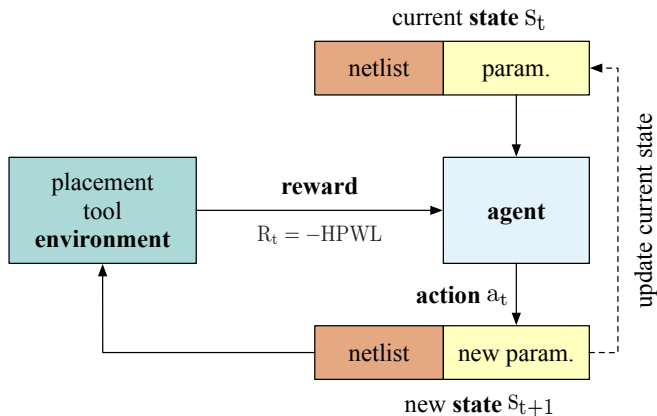 current state S_t
netlist
param.
placement
tool
environment
reward
R_t = −HPWL
agent
update current state
action a_t
netlist
new param.
new state S_{t+1}